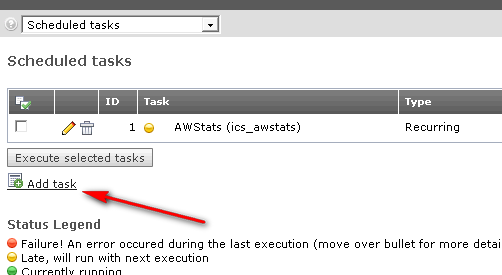 Scheduled tasks
Scheduled tasks
ID Task Type
1 AWStats (ics_awstats) Recurring
Execute selected tasks
Add task
Status Legend
Failure! An error occured during the last execution (move over bullet for more detai
Late, will run with next execution
Currently running